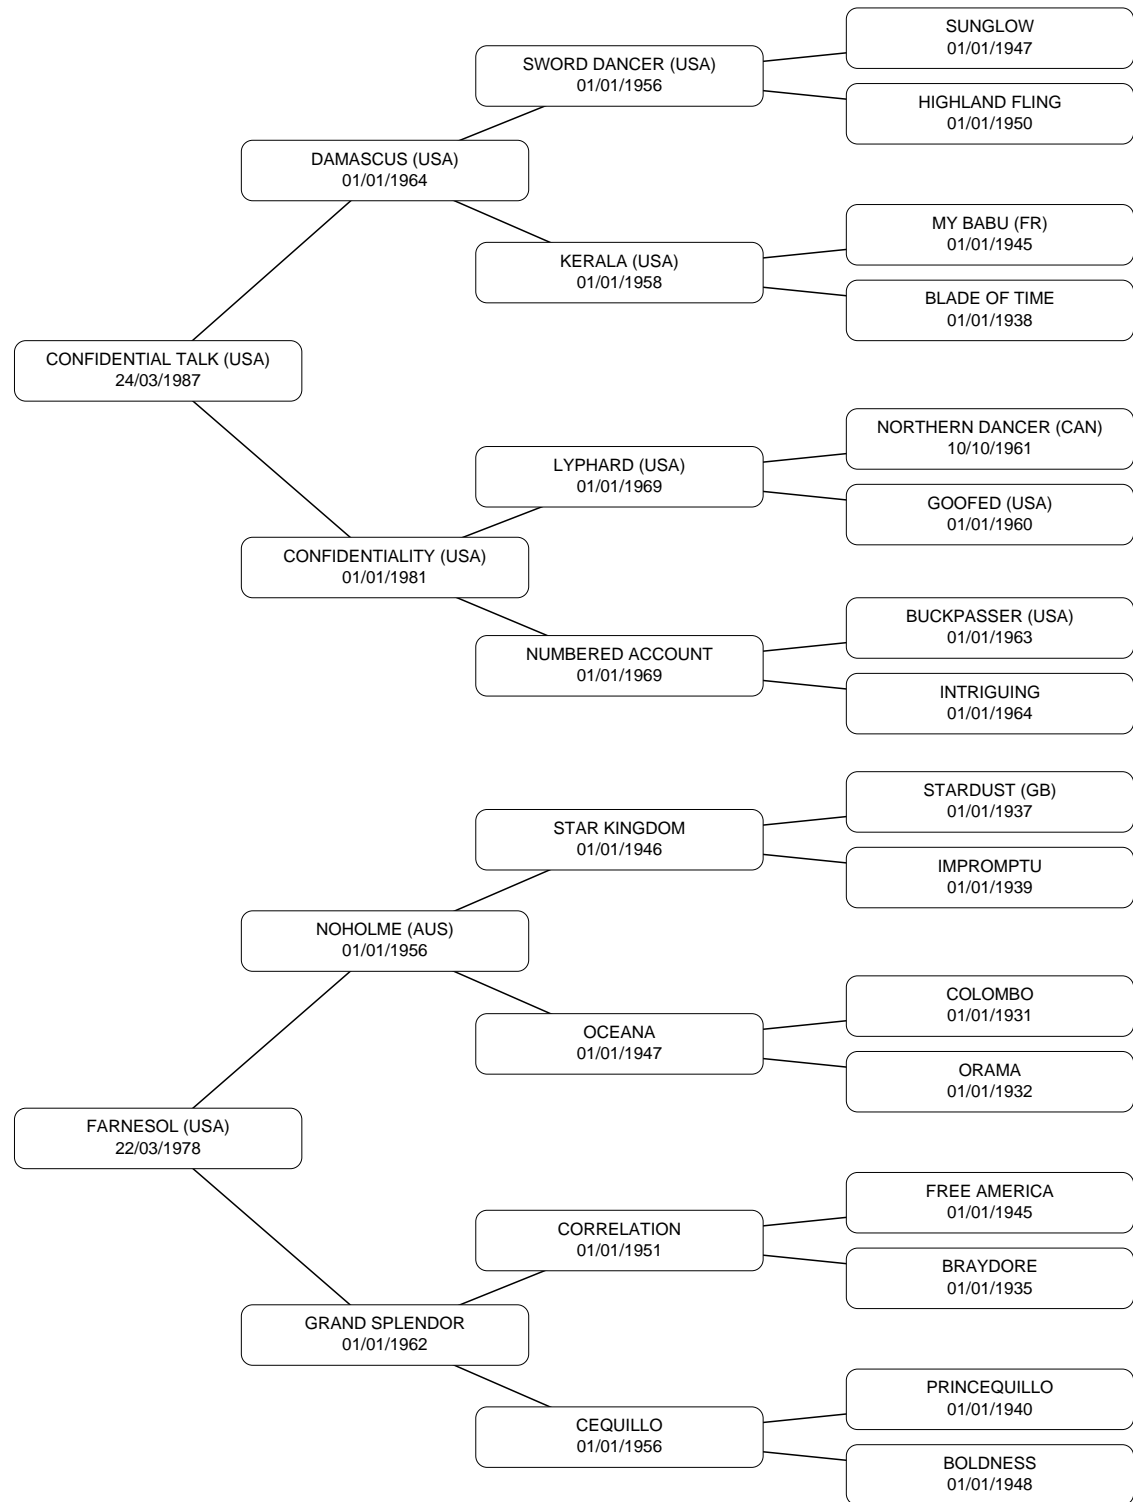 SUNGLOW
01/01/1947
SWORD DANCER (USA)
01/01/1956
HIGHLAND FLING
01/01/1950
DAMASCUS (USA)
01/01/1964
MY BABU (FR)
01/01/1945
KERALA (USA)
01/01/1958
BLADE OF TIME
01/01/1938
CONFIDENTIAL TALK (USA)
24/03/1987
NORTHERN DANCER (CAN)
10/10/1961
LYPHARD (USA)
01/01/1969
GOOFED (USA)
01/01/1960
CONFIDENTIALITY (USA)
01/01/1981
BUCKPASSER (USA)
01/01/1963
NUMBERED ACCOUNT
01/01/1969
INTRIGUING
01/01/1964
STARDUST (GB)
01/01/1937
STAR KINGDOM
01/01/1946
IMPROMPTU
01/01/1939
NOHOLME (AUS)
01/01/1956
COLOMBO
01/01/1931
OCEANA
01/01/1947
ORAMA
01/01/1932
FARNESOL (USA)
22/03/1978
FREE AMERICA
01/01/1945
CORRELATION
01/01/1951
BRAYDORE
01/01/1935
GRAND SPLENDOR
01/01/1962
PRINCEQUILLO
01/01/1940
CEQUILLO
01/01/1956
BOLDNESS
01/01/1948